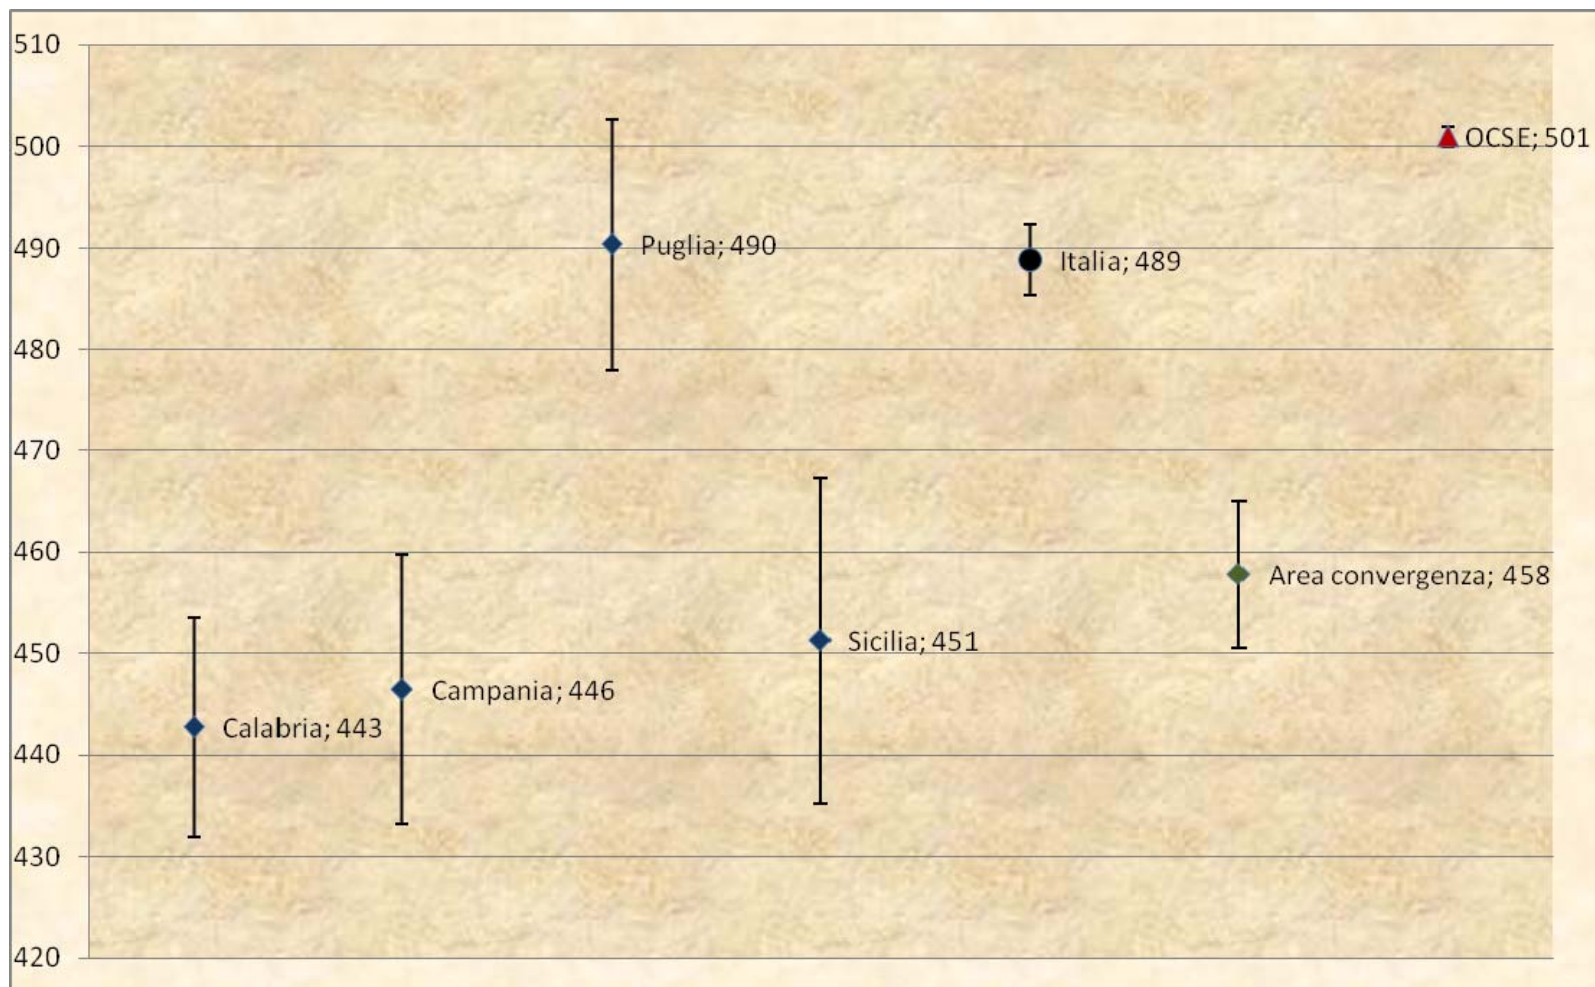 510
500
490
480
470
460
450
440
430
420
OCSE; 501
Puglia; 490
Italia; 489
Area convergenza; 458
Sicilia; 451
Campania; 446
Calabria; 443